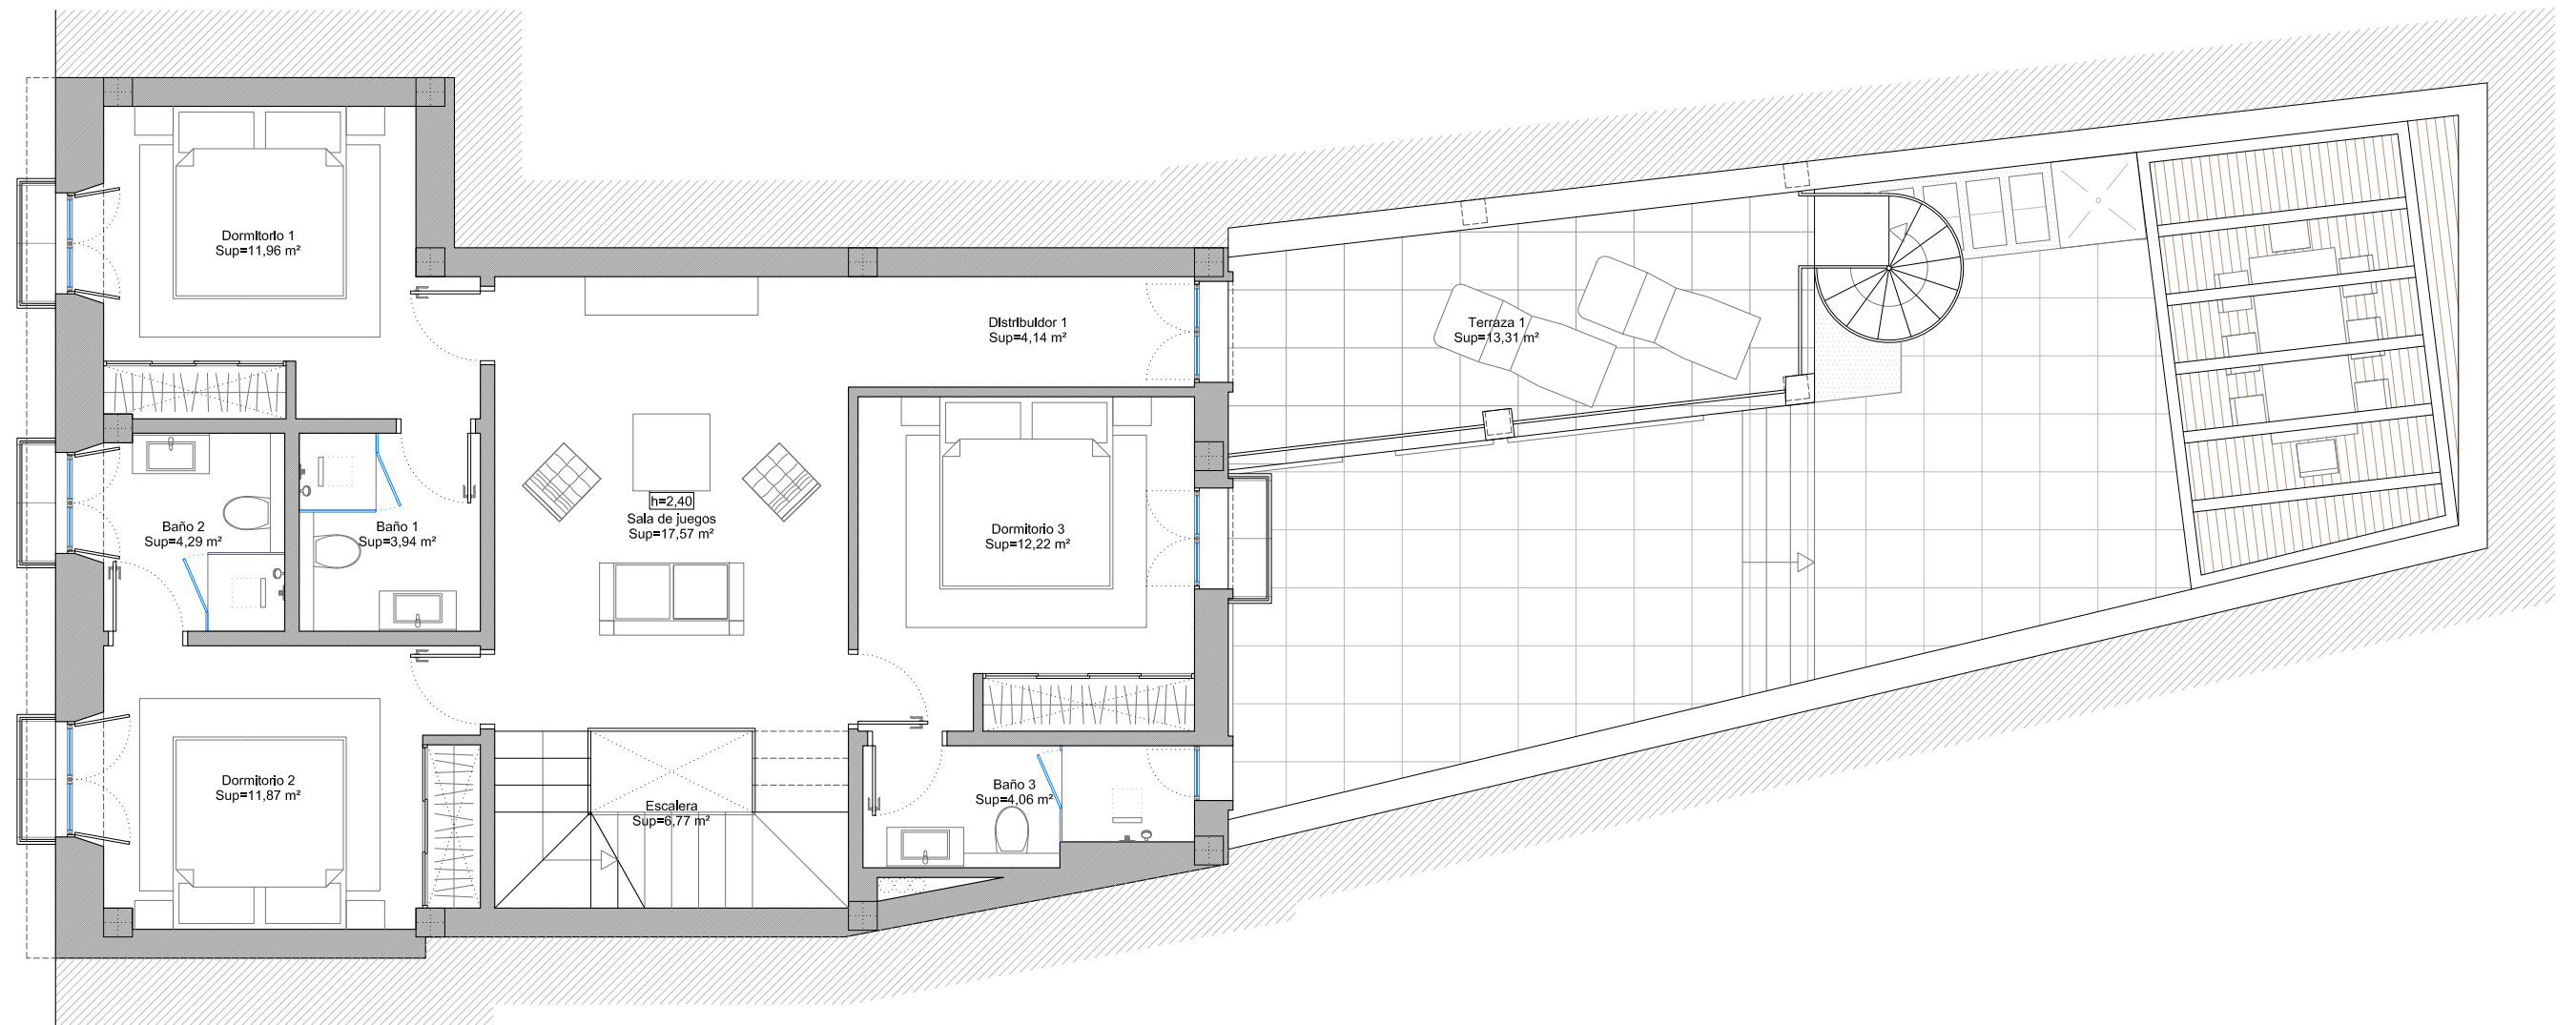 Dormitorio 1
Sup=11,96 m²
Distribuidor 1
Sup=4,14 m²
Terraza 1
Sup=13,31 m²
h=2,40
Sala de juegos
Sup=17,57 m²
Baño 2
Sup=4,29 m²
Baño 1
Sup=3,94 m²
Dormitorio 3
Sup=12,22 m²
Dormitorio 2
Sup=11,87 m²
Escalera
Sup=6,77 m²
Baño 3
Sup=4,06 m²